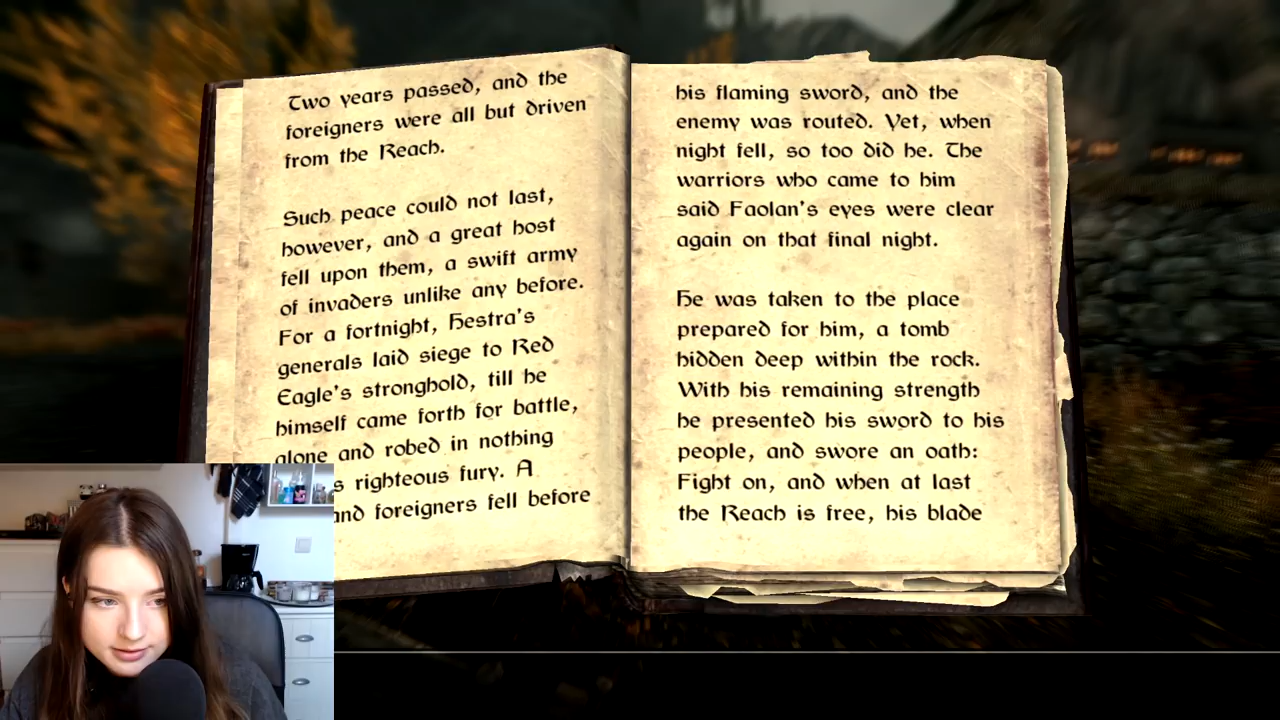 Two years passed, and the
foreigners were all but driven
from the Reach.
Such peace could not last,
however, and a great host
fell upon them, a swift army
of invaders unlike any before.
For a fortnight, Hestra's
generals laid siege to Red
Eagle's stronghold, till he
himself came forth for battle,
alone and robed in nothing
righteous fury. A
foreigners fell before
his flaming sword, and the
enemy was routed. Yet, when
night fell, so too did he. The
warriors who came to him
said Faolan's eyes were clear
again on that final night.
He was taken to the place
prepared for him, a tomb
hidden deep within the rock.
With his remaining strength
he presented his sword to his
people, and swore an oath:
Fight on, and when at last
the Reach is free, his blade